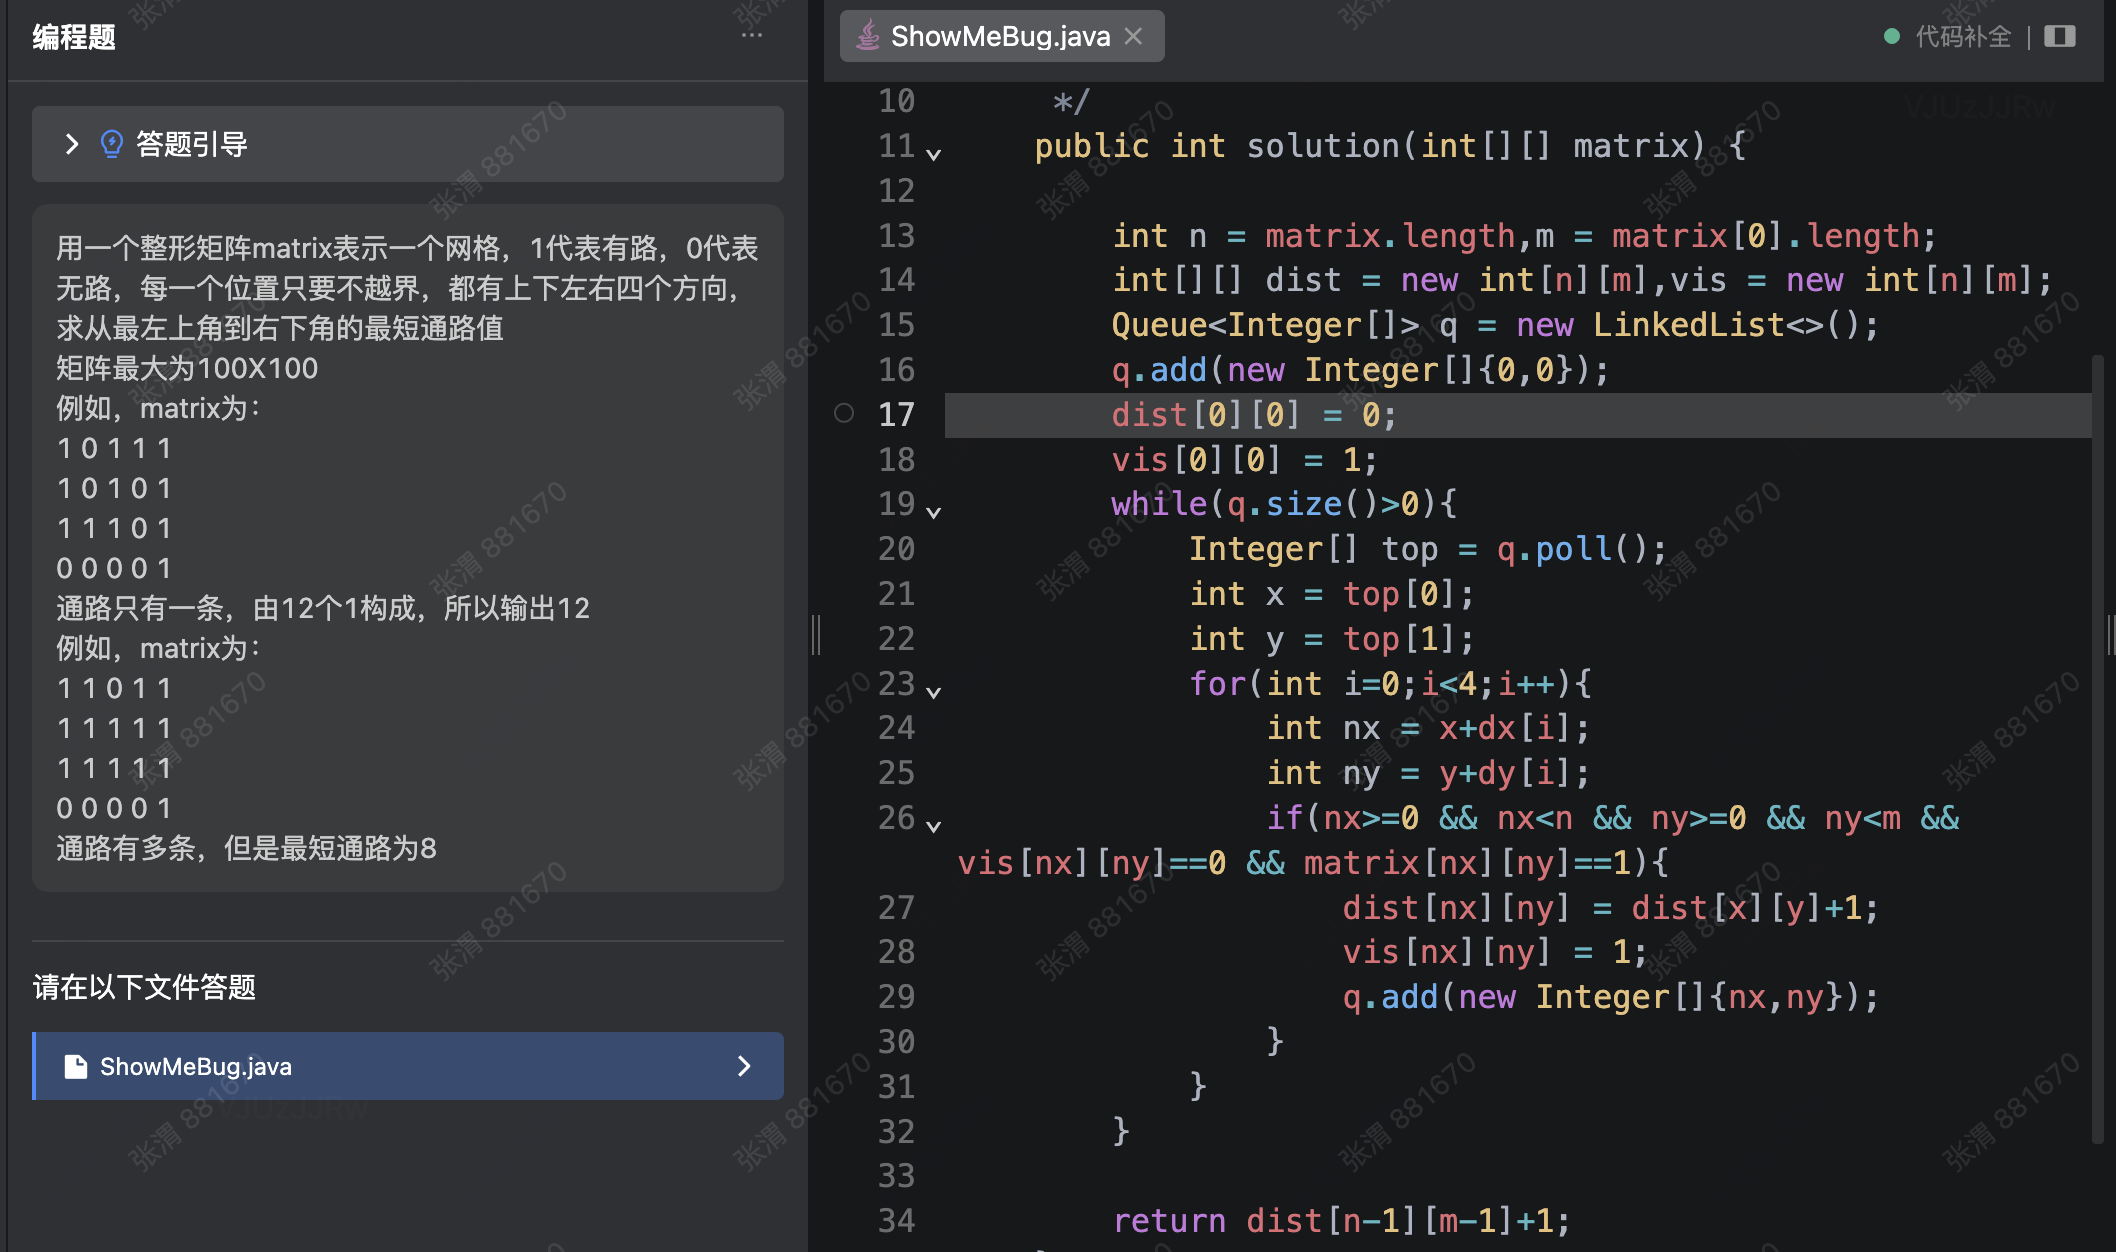 编程题
...
答题引导
用一个整形矩阵matrix表示一个网格，1代表有路，0代表
无路，每一个位置只要不越界，都有上下左右四个方向，
求从最左上角到右下角的最短通路值
矩阵最大为100X100
例如，matrix为：
1 0 1 1 1
1 0 1 0 1
1 1 1 0 1
0 0 0 0 1
通路只有一条，由12个1构成，所以输出12
例如，matrix为：
1 1 0 1 1
1 1 1 1 1
1 1 1 1 1
0 0 0 0 1
通路有多条，但是最短通路为8
请在以下文件答题
ShowMeBug.java
VJUzJJRw
ShowMeBug.java
代码补全
VJUzJJRw
10 */
11 public int solution(int[][] matrix) {
12
13 int n = matrix.length,m = matrix[0].length;
14 int[][] dist = new int[n][m],vis = new int[n][m];
15 Queue<Integer[]> q = new LinkedList<>();
16 q.add(new Integer[]{0,0});
17 dist[0][0] = 0;
18 vis[0][0] = 1;
19 while(q.size()>0){
20 Integer[] top = q.poll();
21 int x = top[0];
22 int y = top[1];
23 for(int i=0;i<4;i++){
24 int nx = x+dx[i];
25 int ny = y+dy[i];
26 if(nx>=0 && nx<n && ny>=0 && ny<m &&
vis[nx][ny]==0 && matrix[nx][ny]==1){
27 dist[nx][ny] = dist[x][y]+1;
28 vis[nx][ny] = 1;
29 q.add(new Integer[]{nx,ny});
30 }
31 }
32 }
33
34 return dist[n-1][m-1]+1;
张渭 881670